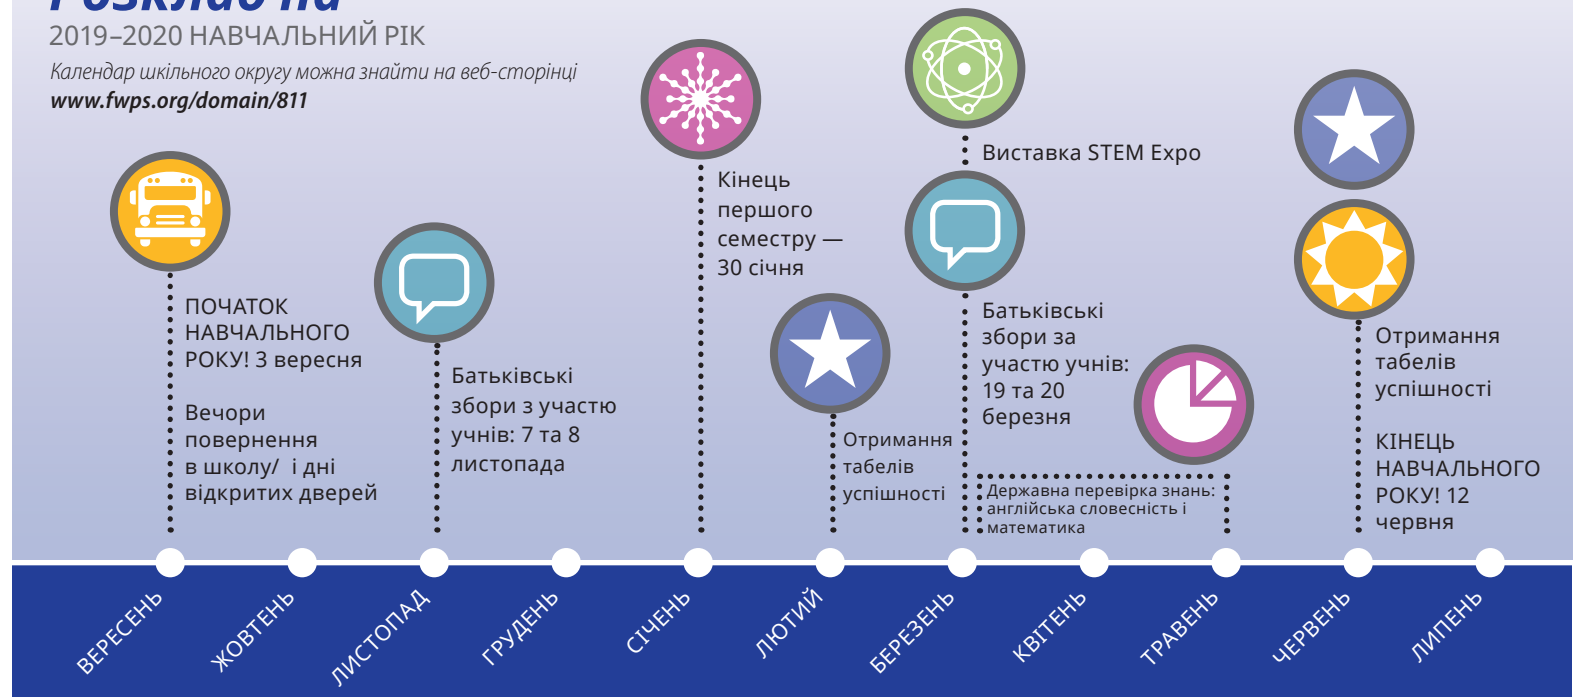 Розклад на
2019–2020 НАВЧАЛЬНИЙ РІК
Календар шкільного округу можна знайти на веб-сторінці
www.fwps.org/domain/811
ПОЧАТОК
НАВЧАЛЬНОГО
РОКУ! 3 вересня
Вечори
повернення
в школу/ і дні
відкритих дверей
Батьківські
збори з участю
учнів: 7 та 8
листопада
Кінець
першого
семестру —
30 січня
Отримання
табелів
успішності
Виставка STEM Expo
Батьківські
збори за
участю учнів:
19 та 20
березня
Державна перевірка знань:
англійська словесність і
математика
Отримання
табелів
успішності
КІНЕЦЬ
НАВЧАЛЬНОГО
РОКУ! 12
червня
ВЕРЕСЕНЬ
ЖОВТЕНЬ
ЛИСТОПАД
ГРУДЕНЬ
СІЧЕНЬ
ЛЮТИЙ
БЕРЕЗЕНЬ
КВІТЕНЬ
ТРАВЕНЬ
ЧЕРВЕНЬ
ЛИПЕНЬ